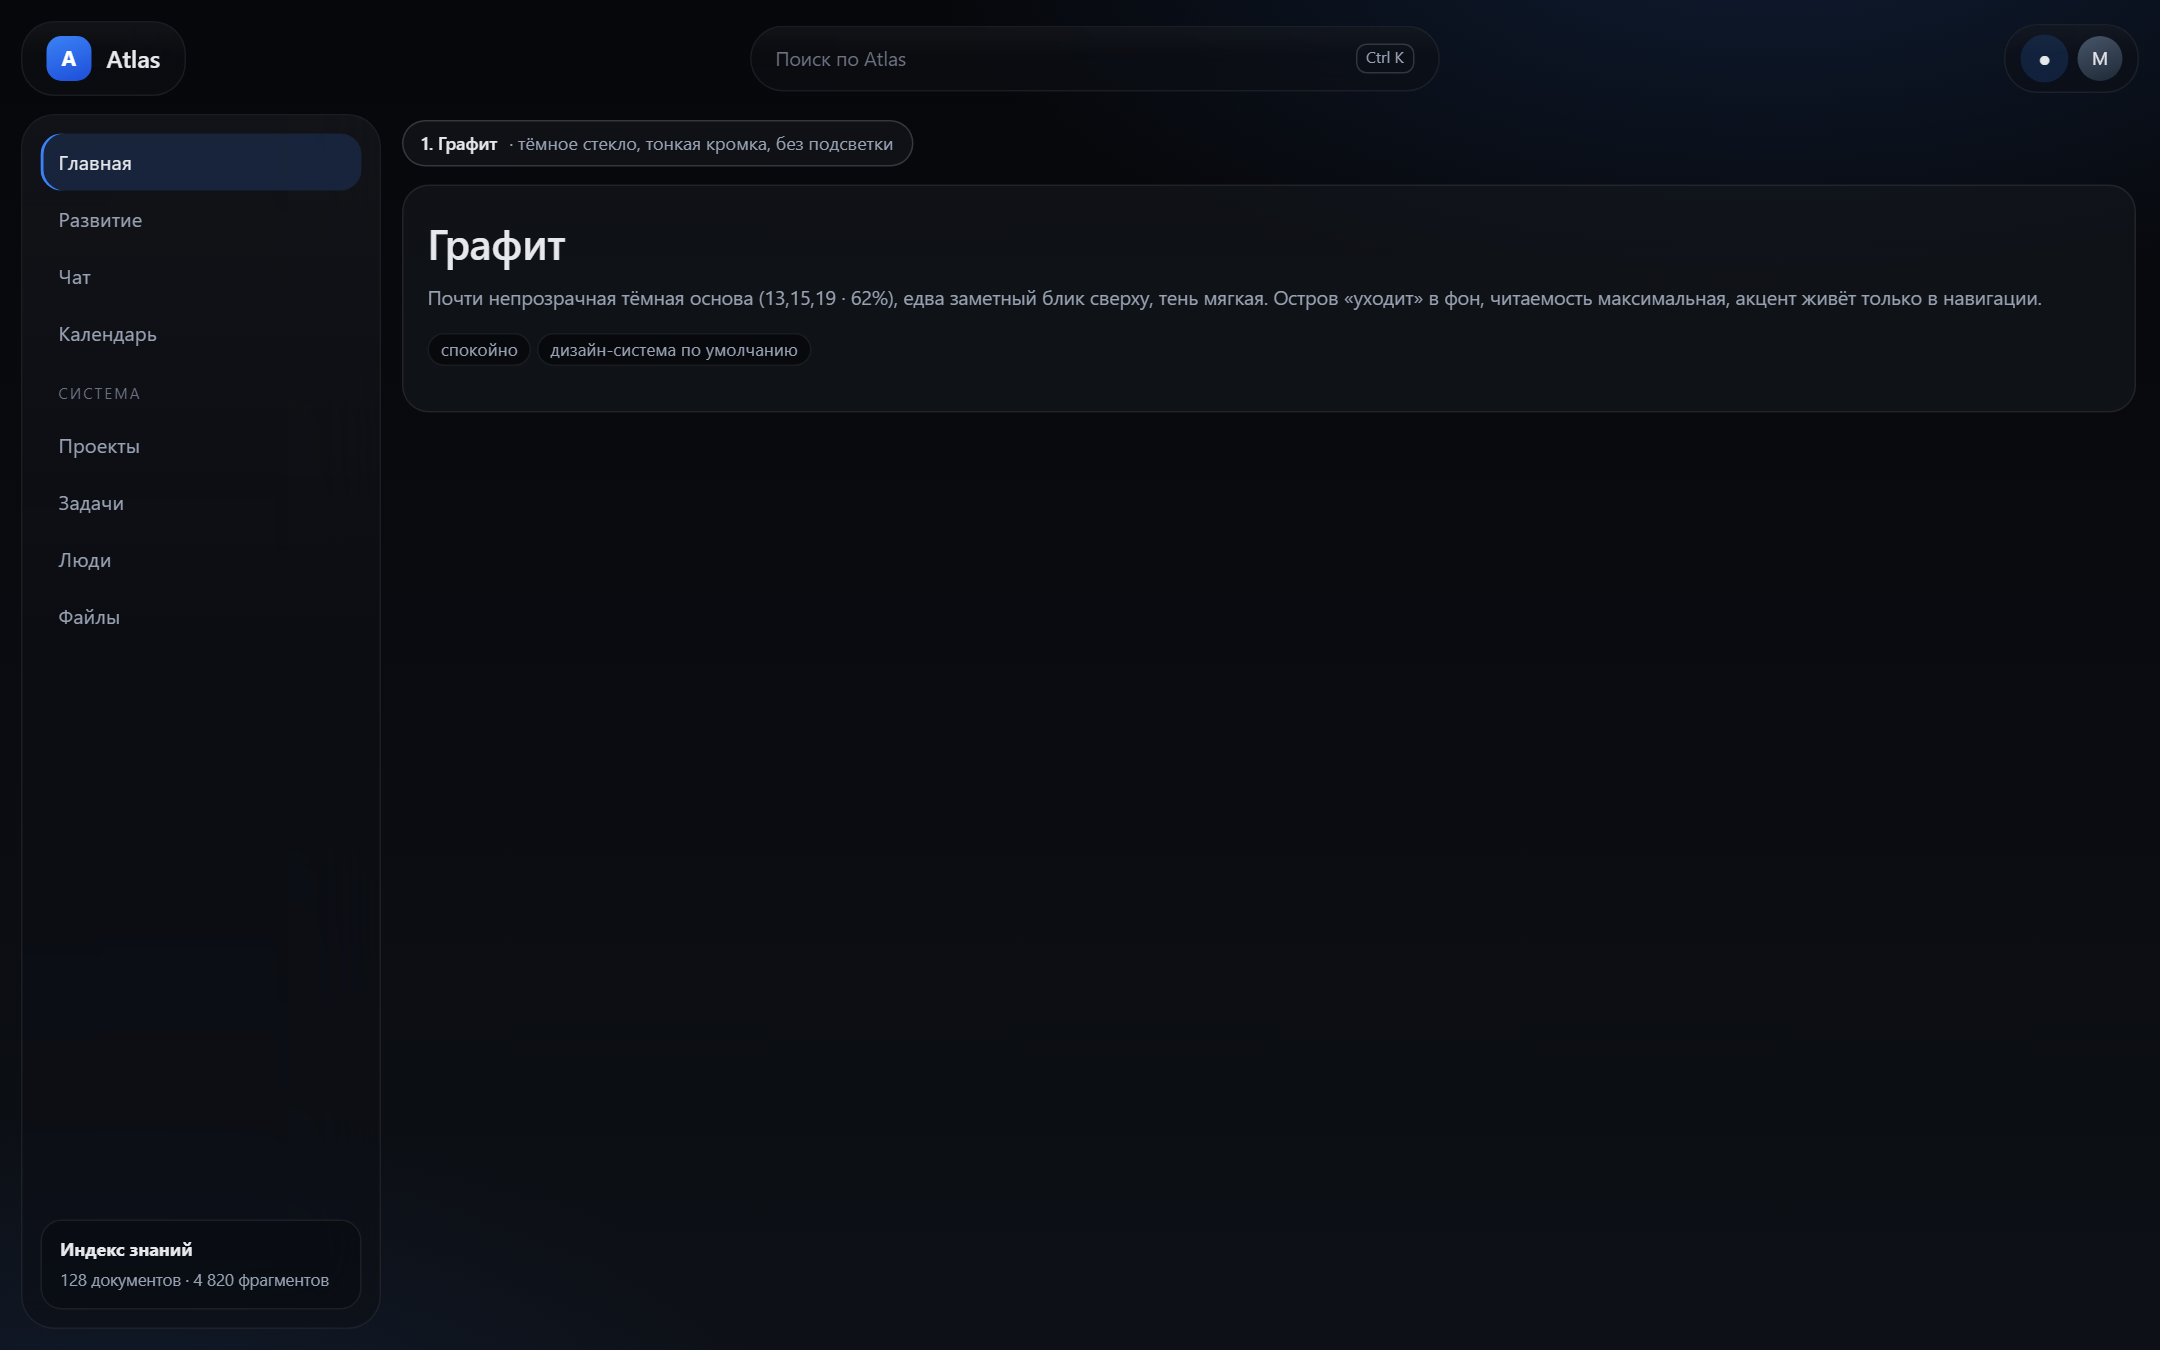 A Atlas
Поиск по Atlas Ctrl K
М
Главная
Развитие
Чат
Календарь
СИСТЕМА
Проекты
Задачи
Люди
Файлы
Индекс знаний
128 документов · 4 820 фрагментов
1. Графит · тёмное стекло, тонкая кромка, без подсветки
Графит
Почти непрозрачная тёмная основа (13,15,19 · 62%), едва заметный блик сверху, тень мягкая. Остров «уходит» в фон, читаемость максимальная, акцент живёт только в навигации.
спокойно
дизайн-система по умолчанию